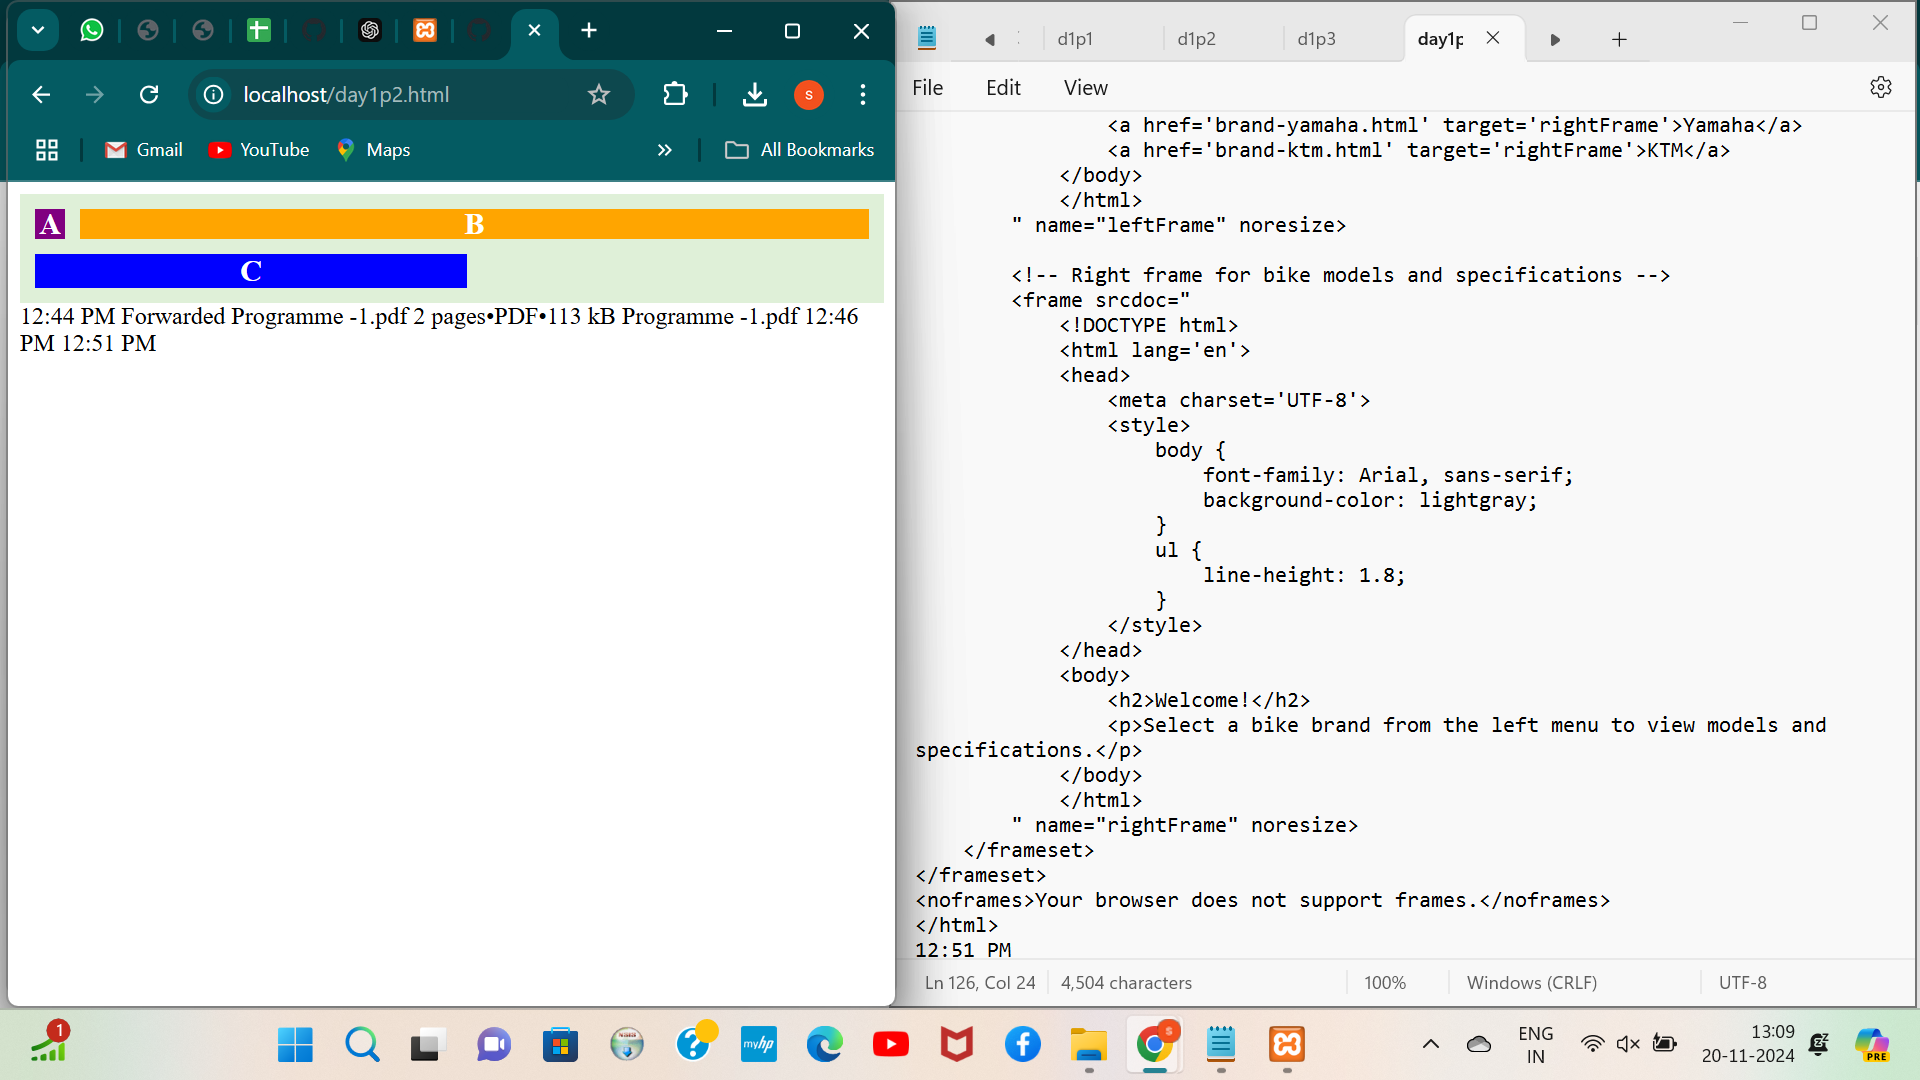 localhost/day1p2.html
Gmail
YouTube
Maps
All Bookmarks
A
B
C
12:44 PM Forwarded Programme -1.pdf 2 pages•PDF•113 kB Programme -1.pdf 12:46
PM 12:51 PM
d1p1
d1p2
d1p3
day1p
File
Edit
View
<a href='brand-yamaha.html' target='rightFrame'>Yamaha</a>
<a href='brand-ktm.html' target='rightFrame'>KTM</a>
</body>
</html>
" name="leftFrame" noresize>
<!-- Right frame for bike models and specifications -->
<frame srcdoc="
<!DOCTYPE html>
<html lang='en'>
<head>
<meta charset='UTF-8'>
<style>
body {
font-family: Arial, sans-serif;
background-color: lightgray;
}
ul {
line-height: 1.8;
}
</style>
</head>
<body>
<h2>Welcome!</h2>
<p>Select a bike brand from the left menu to view models and
specifications.</p>
</body>
</html>
" name="rightFrame" noresize>
</frameset>
</frameset>
<noframes>Your browser does not support frames.</noframes>
</html>
12:51 PM
Ln 126, Col 24
4,504 characters
100%
Windows (CRLF)
UTF-8
1
myhp
S
ENG
IN
13:09
20-11-2024
PRE